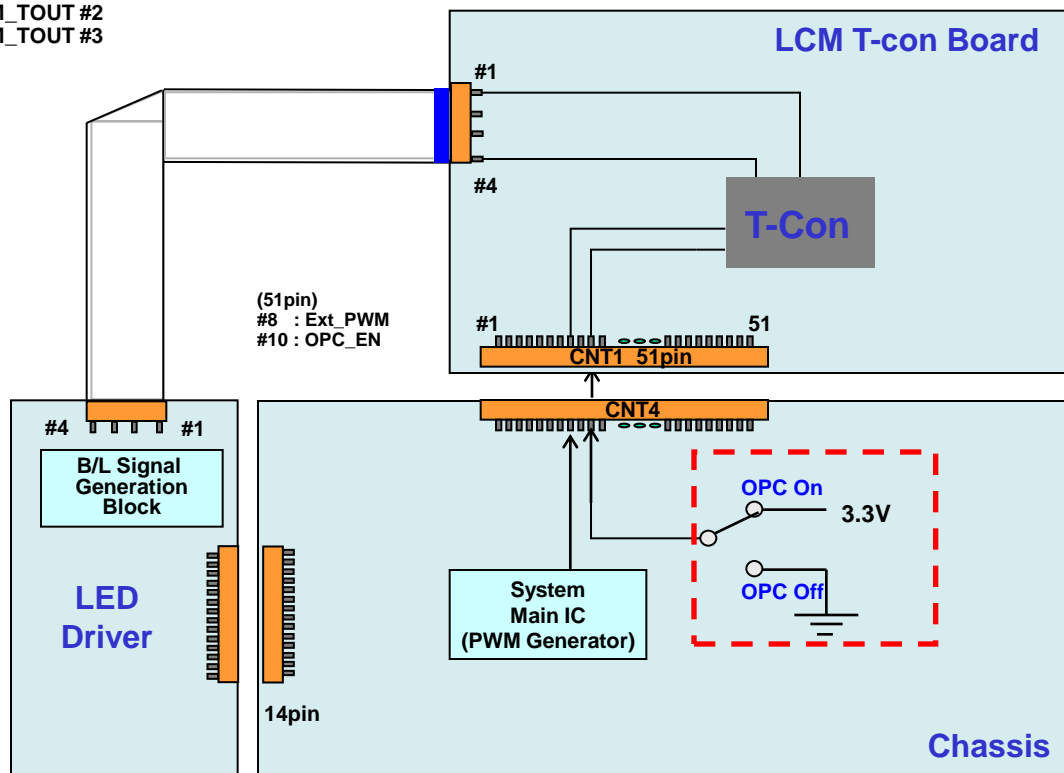 _TOUT #2
_TOUT #3
LCM T-con Board
#1
#4
T-Con
(51pin)
#8 : Ext_PWM
#10 : OPC_EN
#1
51
CNT1 51pin
CNT4
#4
#1
B/L Signal
Generation
Block
OPC On
3.3V
OPC Off
System
Main IC
(PWM Generator)
LED
Driver
14pin
Chassis